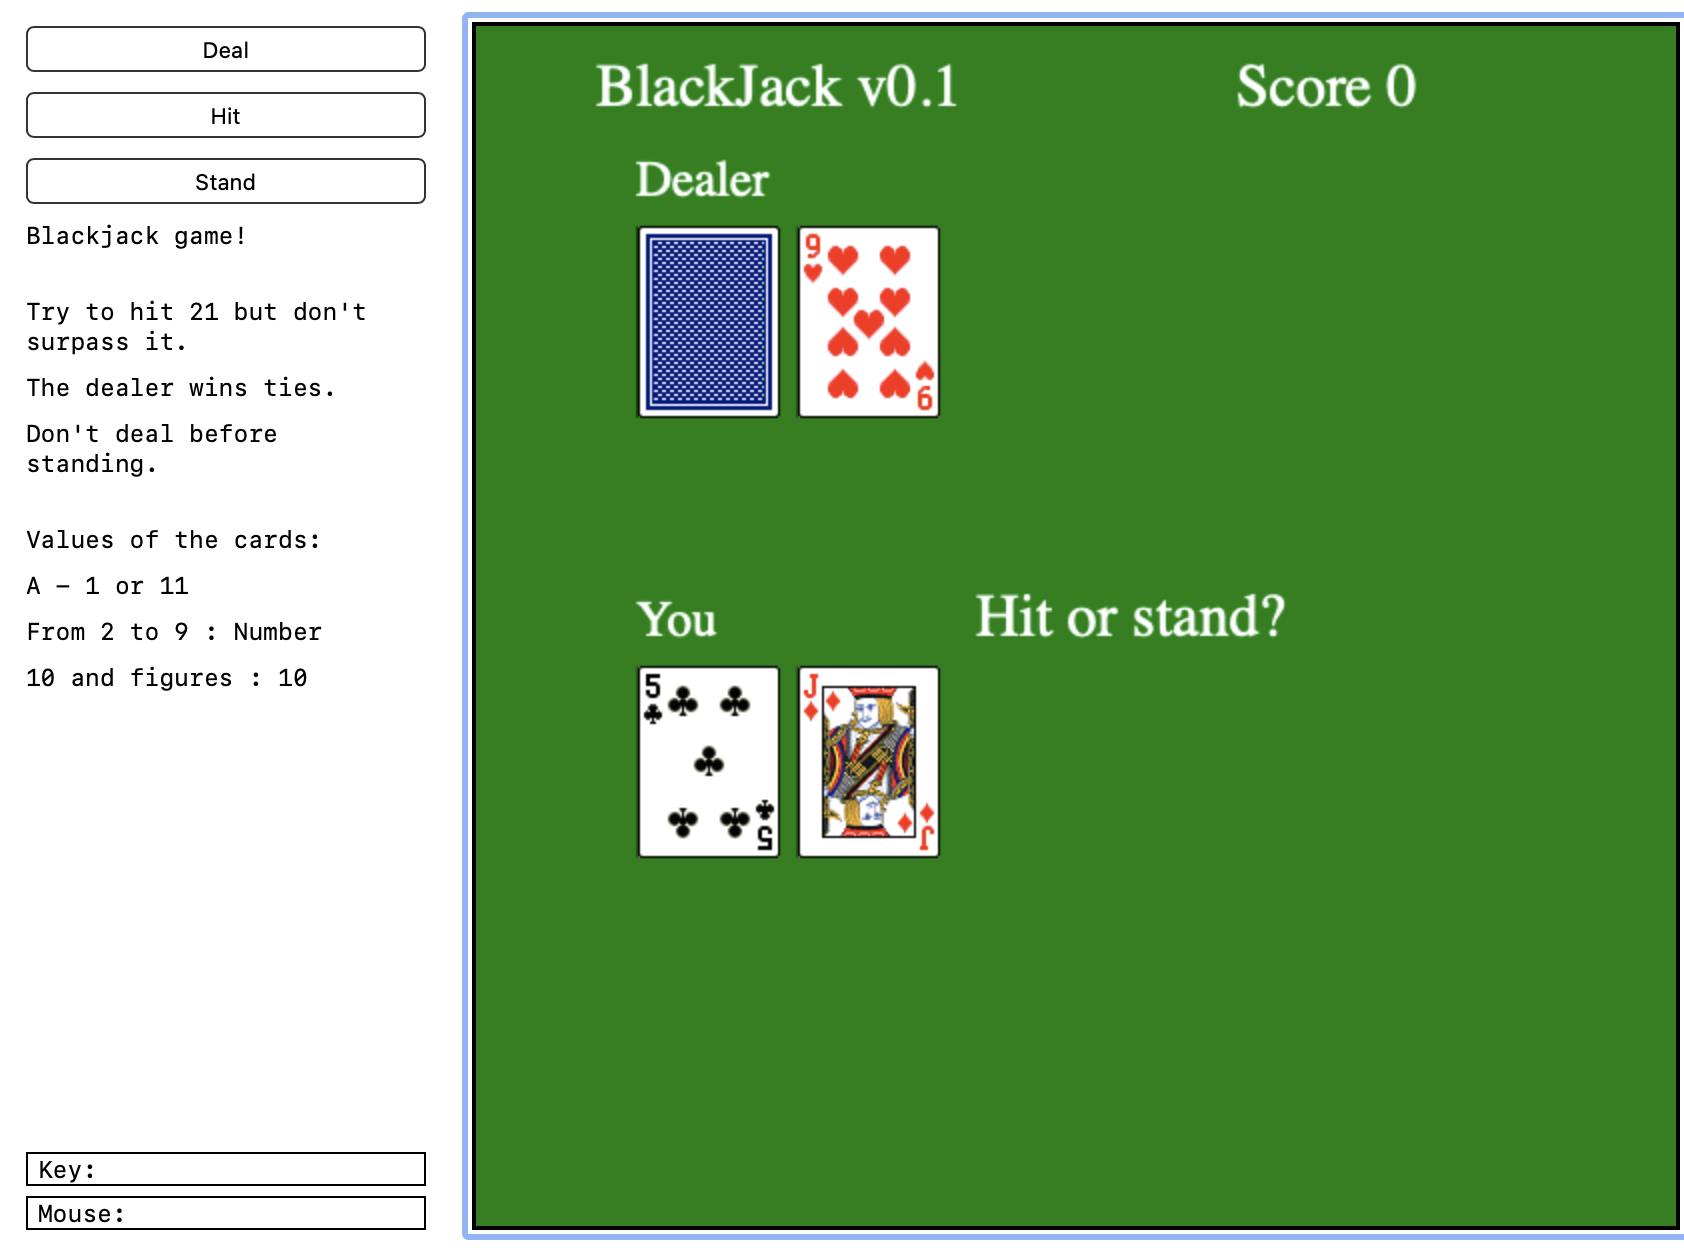 Deal
Hit
Stand
Blackjack game!
Try to hit 21 but don't
surpass it.
The dealer wins ties.
Don't deal before
standing.
Values of the cards:
A – 1 or 11
From 2 to 9 : Number
10 and figures : 10
Key:
Mouse:
BlackJack v0.1
Score 0
Dealer
9
9
You
Hit or stand?
5
5
J
J